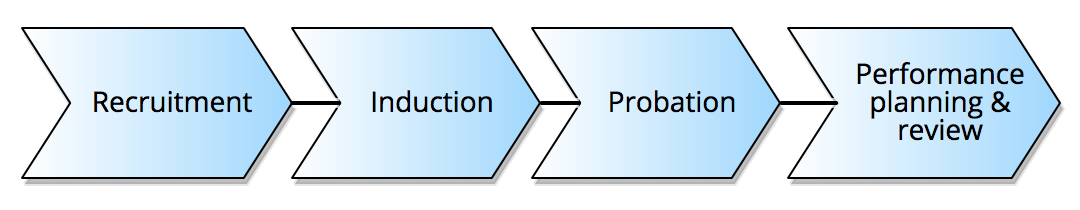 Recruitment
Induction
Probation
Performance
planning &
review